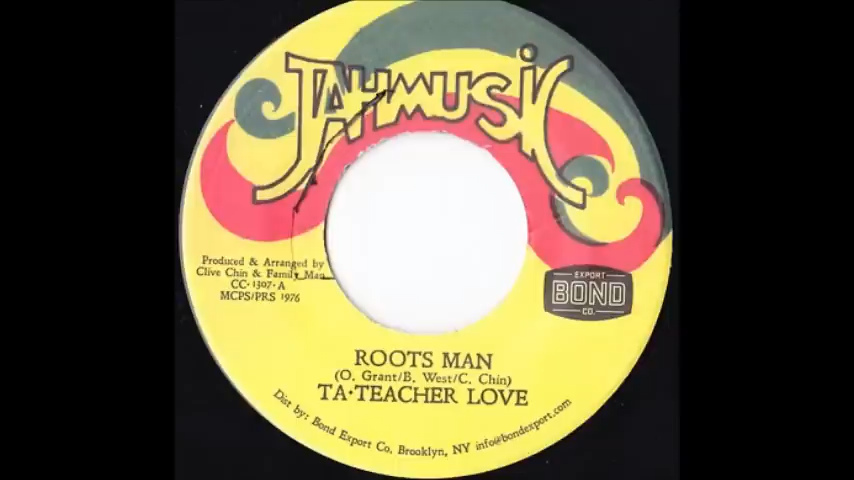 JAHMUSIC
Produced & Arranged by
Clive Chin & Family Man
CC-1307-A
MCPS/PRS 1976
EXPORT
BOND
CO.
ROOTS MAN
(O. Grant/B. West/C. Chin)
TA·TEACHER LOVE
Dist by: Bond Export Co. Brooklyn, NY info@bondexport.com